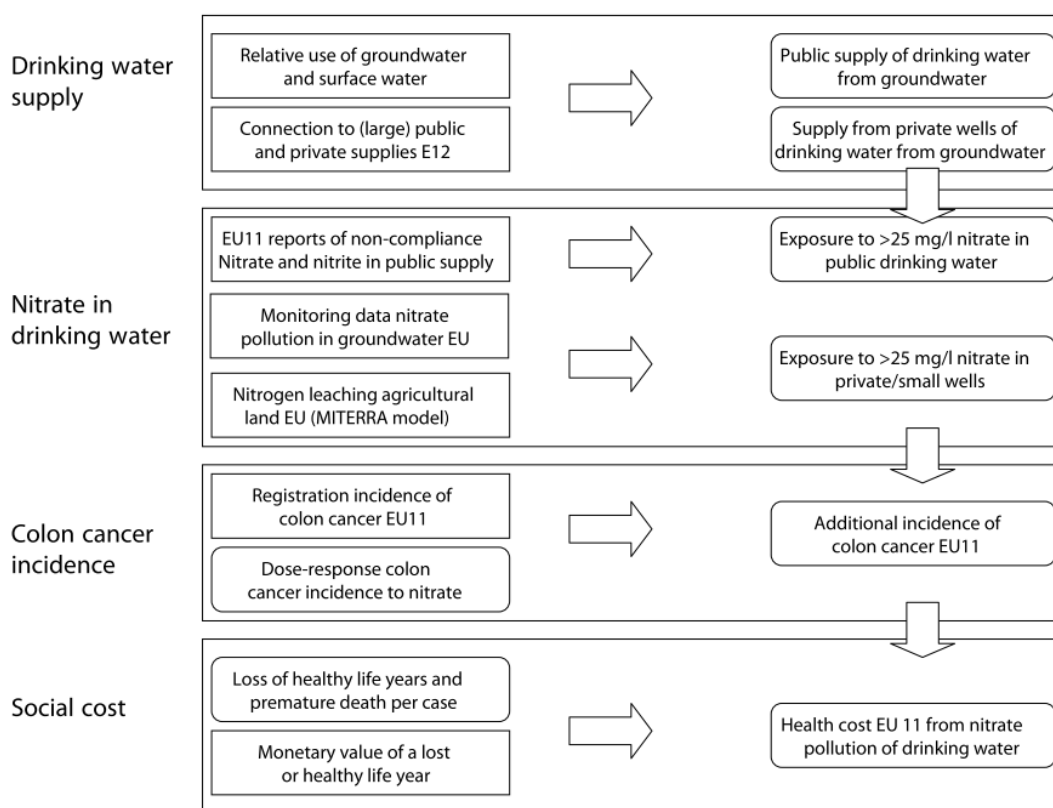 Drinking water
supply
Relative use of groundwater
and surface water
Connection to (large) public
and private supplies E12
Public supply of drinking water
from groundwater
Supply from private wells of
drinking water from groundwater
Nitrate in
drinking water
EU11 reports of non-compliance
Nitrate and nitrite in public supply
Monitoring data nitrate
pollution in groundwater EU
Nitrogen leaching agricultural
land EU (MITERRA model)
Exposure to >25 mg/l nitrate in
public drinking water
Exposure to >25 mg/l nitrate in
private/small wells
Colon cancer
incidence
Registration incidence of
colon cancer EU11
Dose-response colon
cancer incidence to nitrate
Additional incidence of
colon cancer EU11
Social cost
Loss of healthy life years and
premature death per case
Monetary value of a lost
or healthy life year
Health cost EU 11 from nitrate
pollution of drinking water